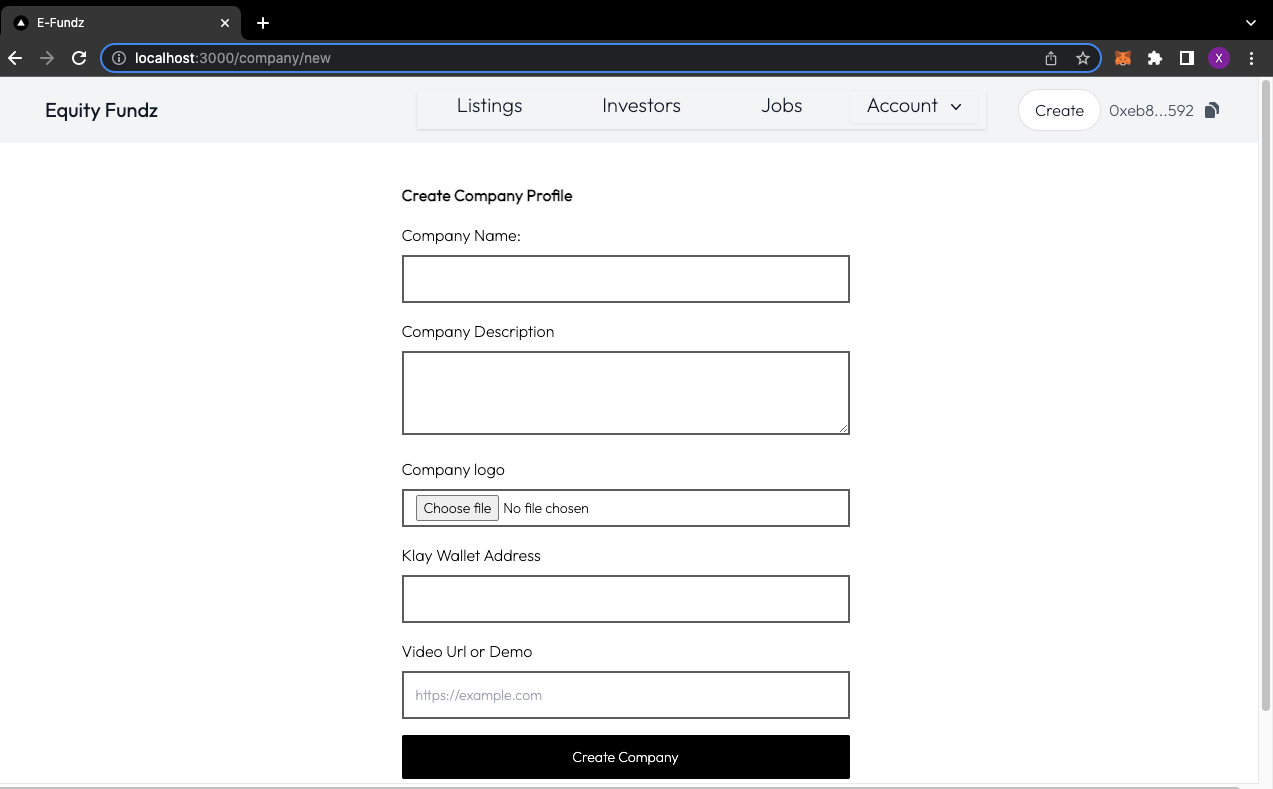 E-Fundz
localhost:3000/company/new
X
Equity Fundz
Listings Investors Jobs Account
Create
0xeb8...592
Create Company Profile
Company Name:
Company Description
Company logo
Choose file No file chosen
Klay Wallet Address
Video Url or Demo
https://example.com
Create Company